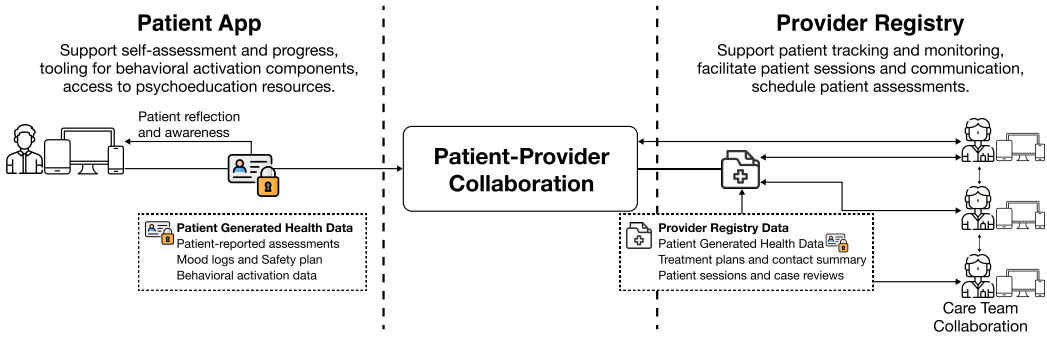 Patient App
Support self-assessment and progress,
tooling for behavioral activation components,
access to psychoeducation resources.
Patient reflection
and awareness
Patient Generated Health Data
Patient-reported assessments
Mood logs and Safety plan
Behavioral activation data
Patient-Provider
Collaboration
Provider Registry
Support patient tracking and monitoring,
facilitate patient sessions and communication,
schedule patient assessments.
Provider Registry Data
Patient Generated Health Data
Treatment plans and contact summary
Patient sessions and case reviews
Care Team
Collaboration